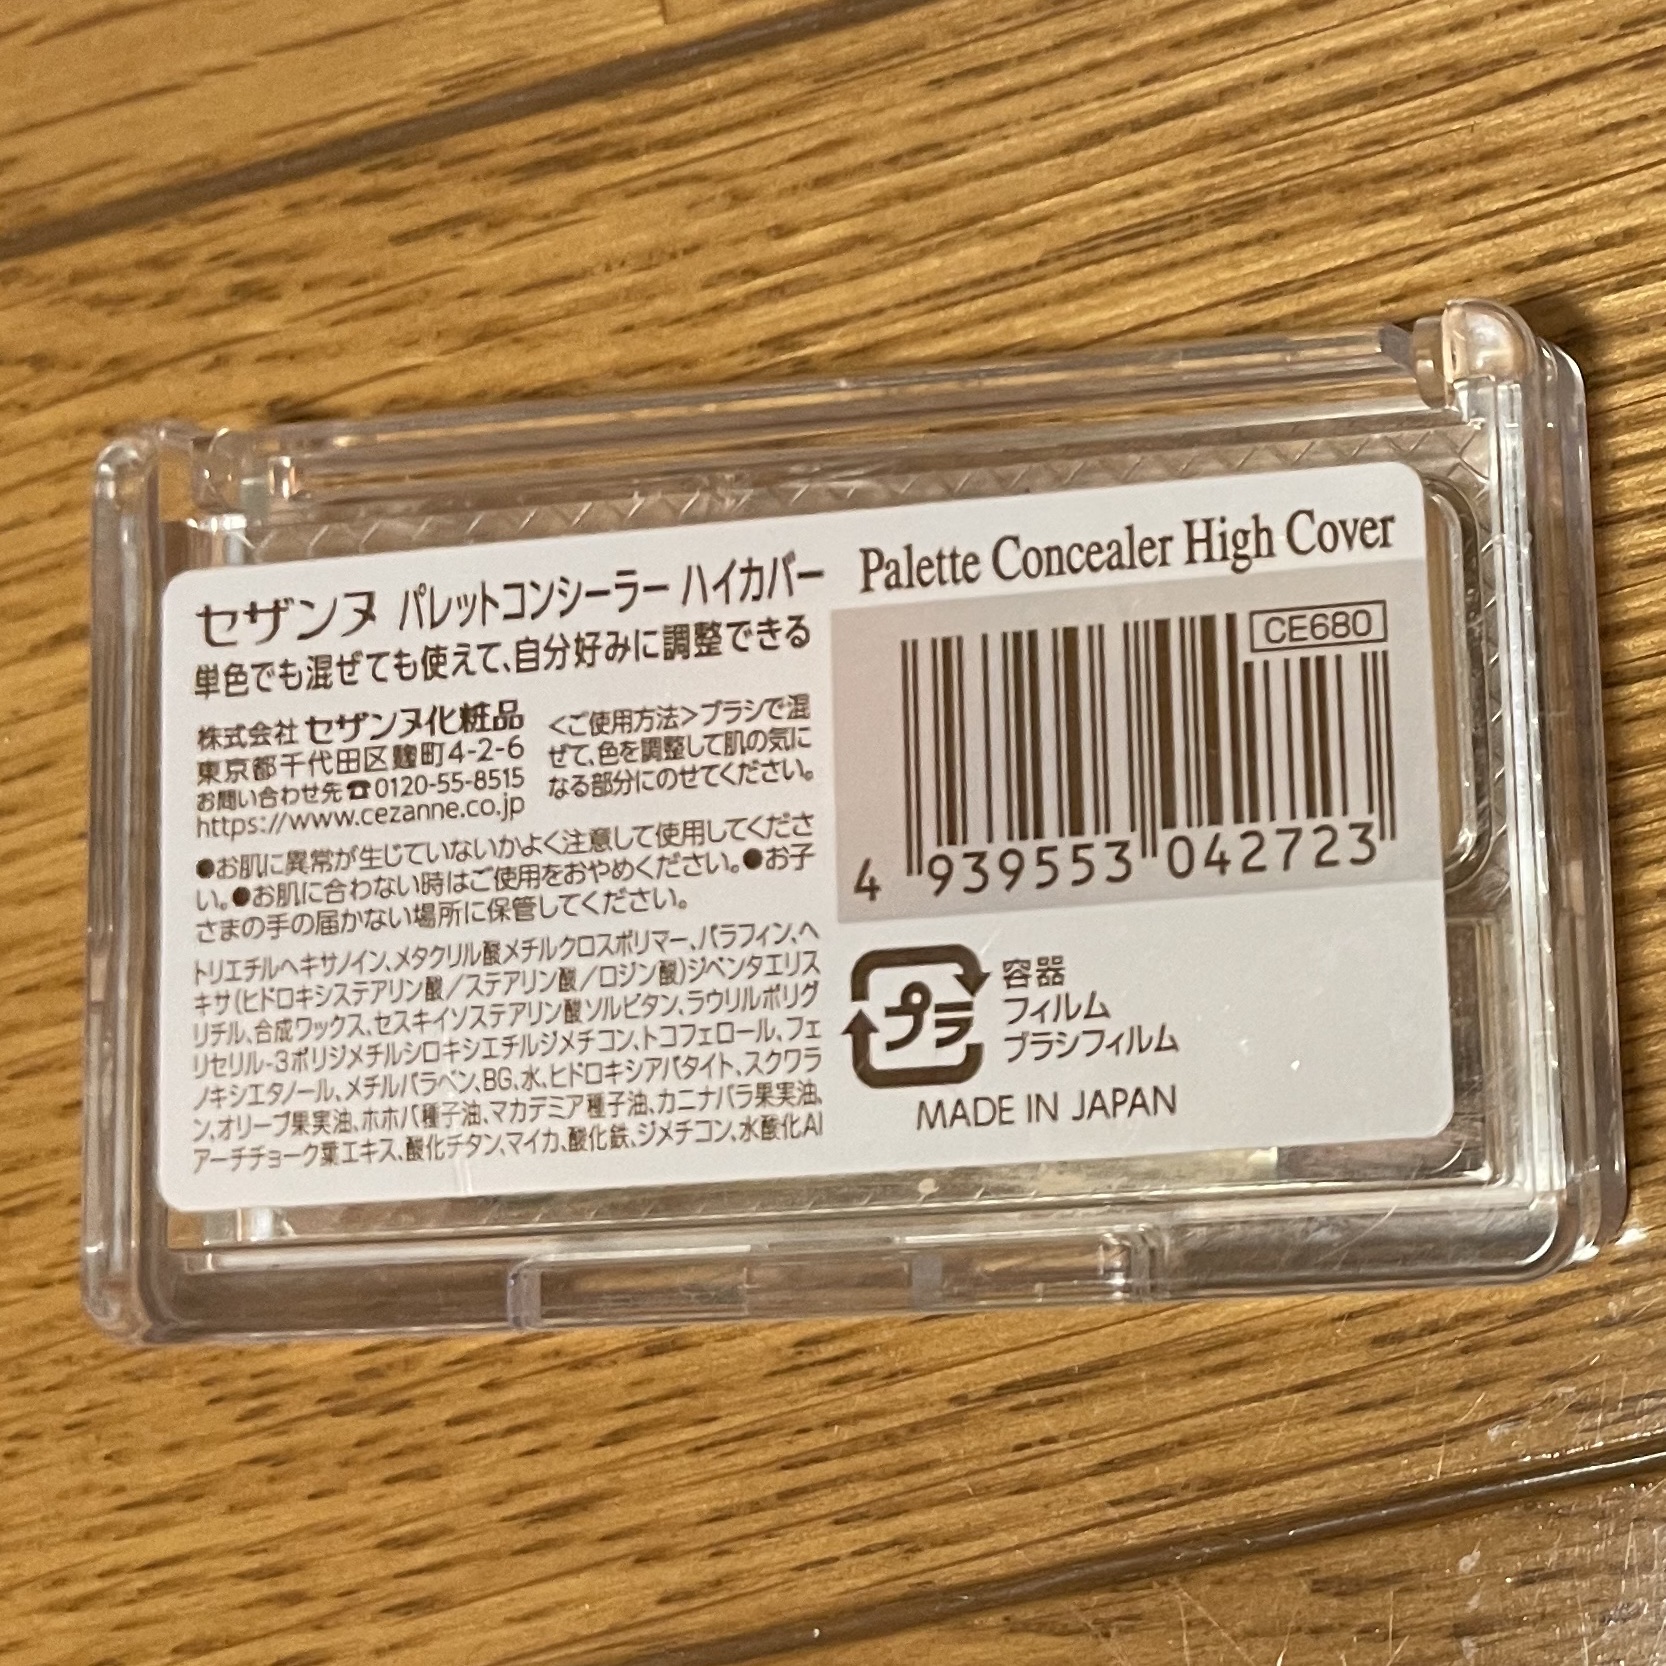 セザンヌ パレットコンシーラー ハイカバー
単色でも混ぜても使えて、自分好みに調整できる
株式会社 セザンヌ化粧品
東京都千代田区麹町4-2-6
お問い合わせ先☎0120-55-8515
https://www.cezanne.co.jp
<ご使用方法>ブラシで混
ぜて、色を調整して肌の気に
なる部分にのせてください。
●お肌に異常が生じていないかよく注意して使用してくださ
い。●お肌に合わない時はご使用をおやめください。●お子
さまの手の届かない場所に保管してください。
トリエチルヘキサノイン、メタクリル酸メチルクロスポリマー、パラフィン、ヘ
キサ(ヒドロキシステアリン酸/ステアリン酸/ロジン酸)ジペンタエリス
リチル、合成ワックス、セスキイソステアリン酸ソルビタン、ラウリルポリグ
リセリル-3ポリジメチルシロキシエチルジメチコン、トコフェロール、フェ
ノキシエタノール、メチルパラベン、BG、水、ヒドロキシアパタイト、スクワラ
ン、オリーブ果実油、ホホバ種子油、マカデミア種子油、カニナバラ果実油、
アーチチョーク葉エキス、酸化チタン、マイカ、酸化鉄、ジメチコン、水酸化Al
Palette Concealer High Cover
CE680
4 939553 042723
プラ
容器
フィルム
ブラシフィルム
MADE IN JAPAN